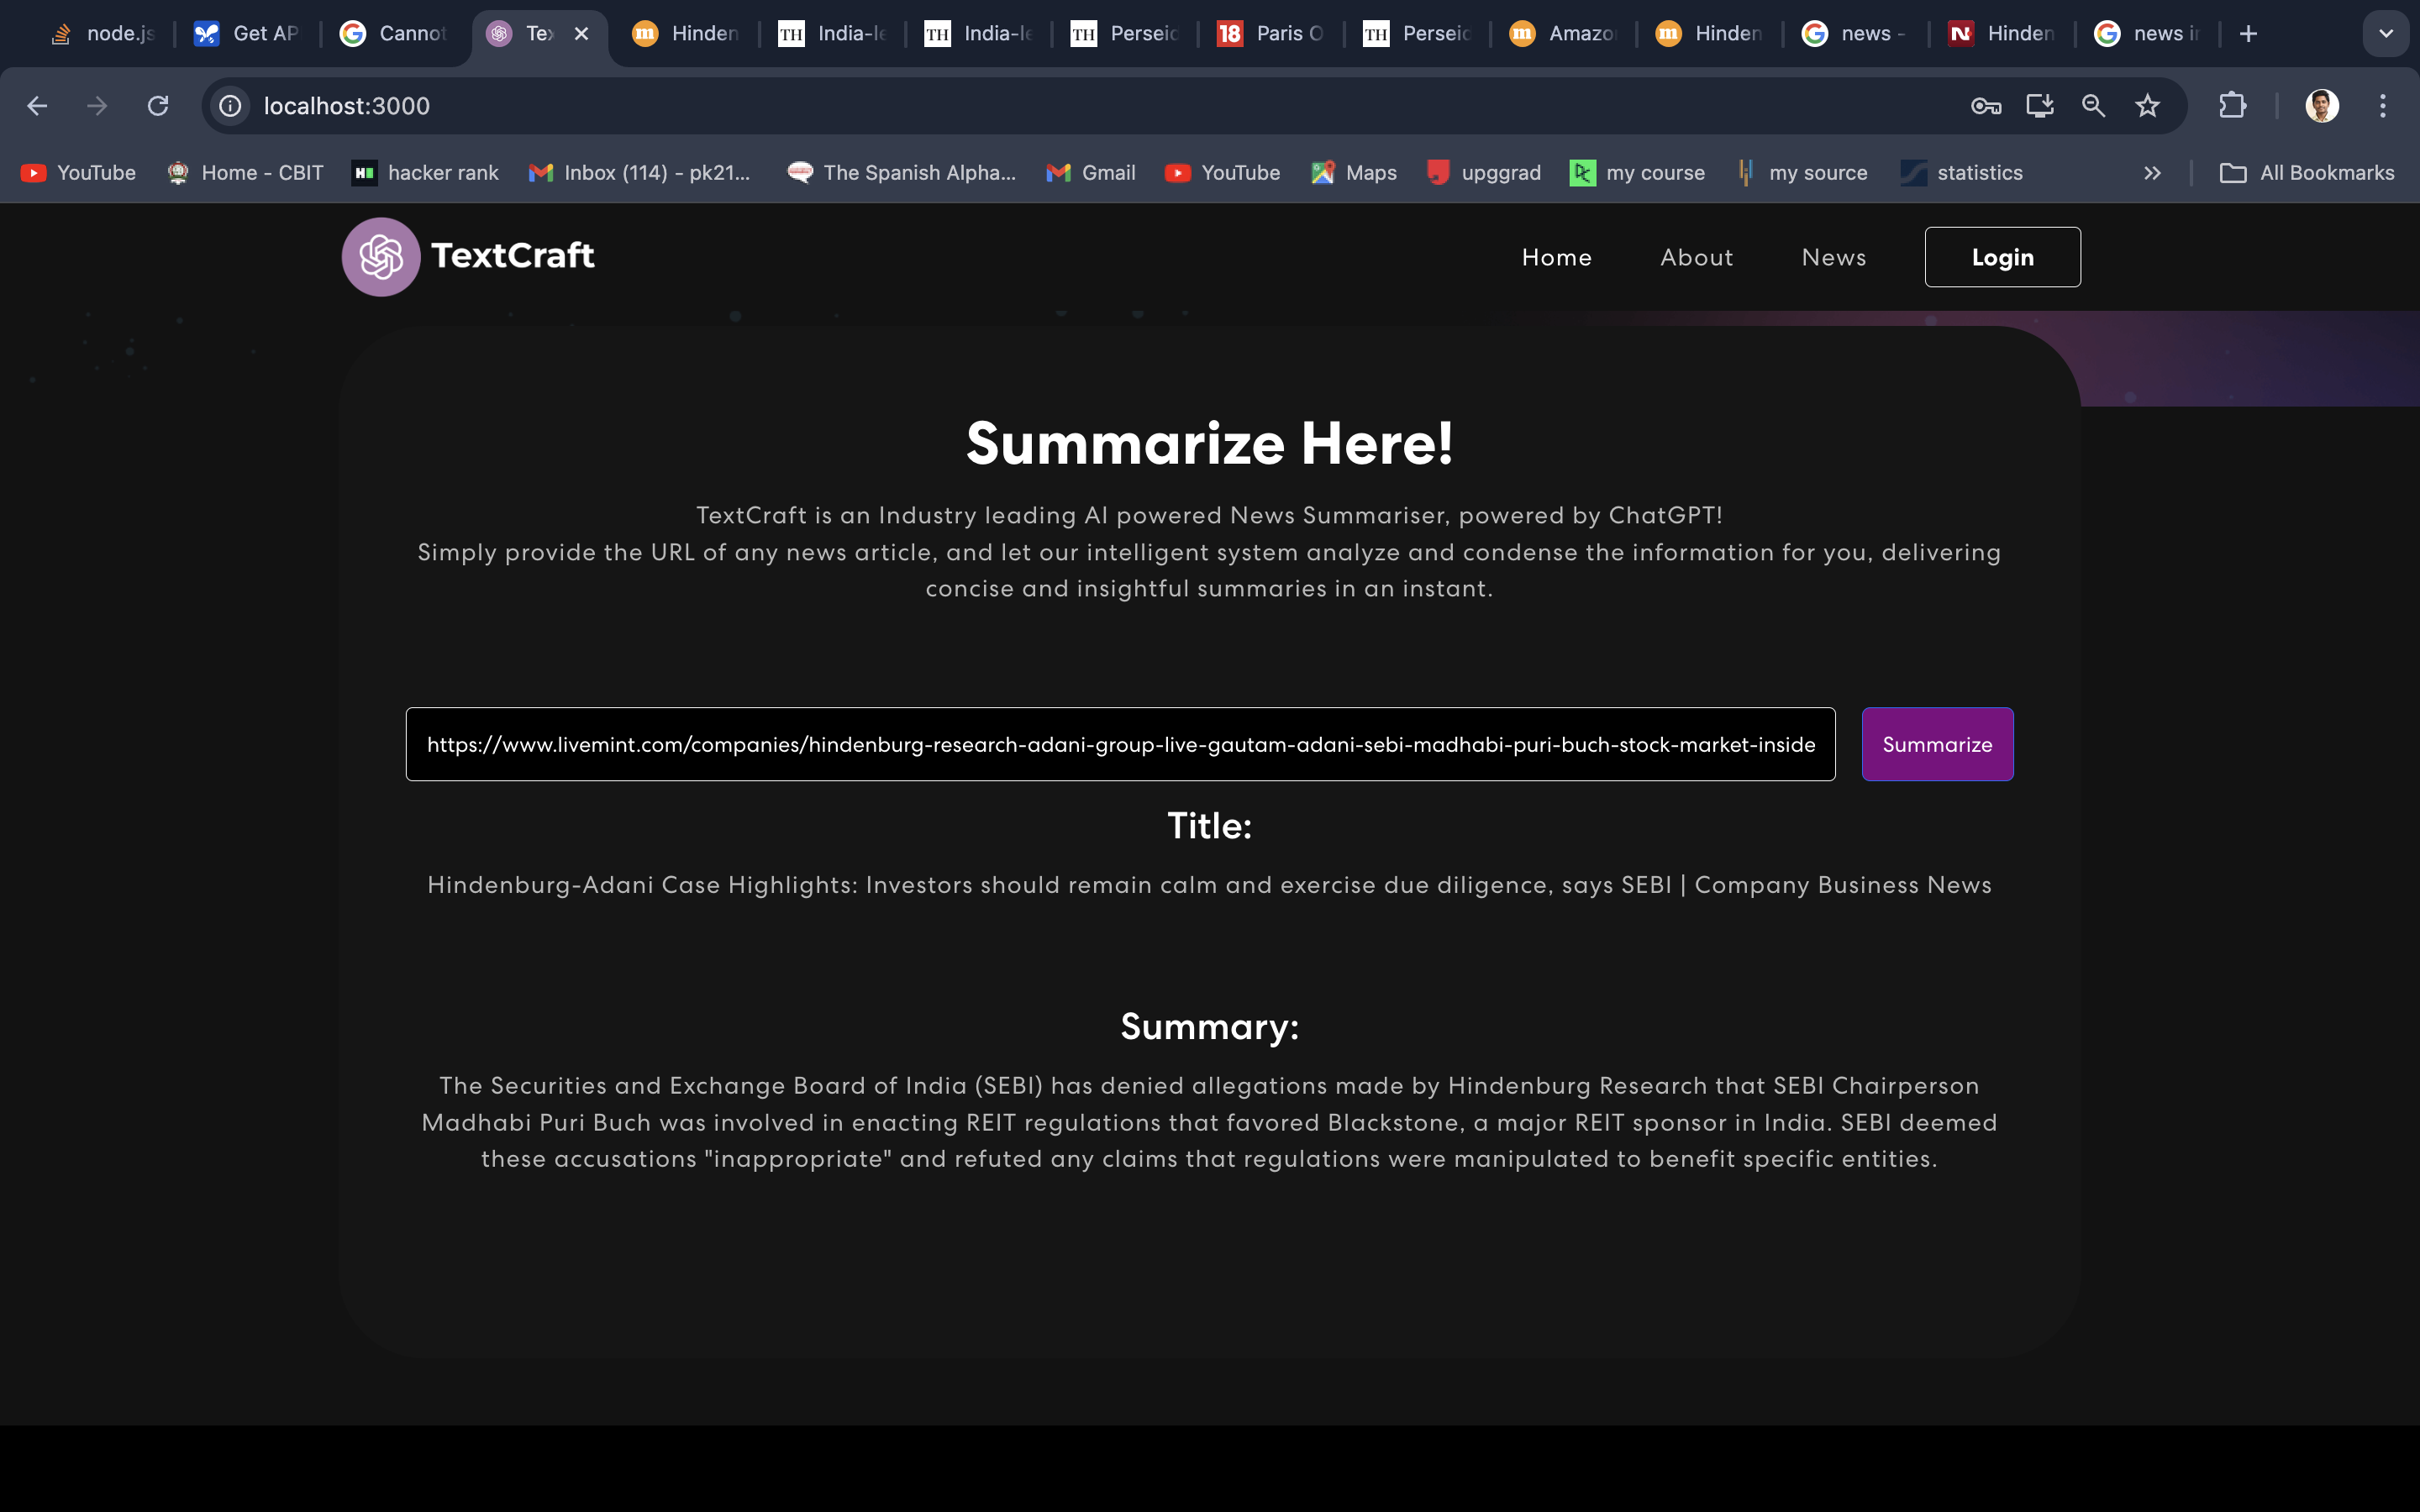 node.js
Get AP
Cannot
Tex
Hinden
India-le
India-le
Perseid
Paris O
Perseid
Amazo
Hinden
news -
Hinden
news in
localhost:3000
YouTube
Home - CBIT
hacker rank
Inbox (114) - pk21...
The Spanish Alpha...
Gmail
YouTube
Maps
upggrad
my course
my source
statistics
All Bookmarks
TextCraft
Home
About
News
Login
Summarize Here!
TextCraft is an Industry leading AI powered News Summariser, powered by ChatGPT!
Simply provide the URL of any news article, and let our intelligent system analyze and condense the information for you, delivering
concise and insightful summaries in an instant.
https://www.livemint.com/companies/hindenburg-research-adani-group-live-gautam-adani-sebi-madhabi-puri-buch-stock-market-inside
Summarize
Title:
Hindenburg-Adani Case Highlights: Investors should remain calm and exercise due diligence, says SEBI | Company Business News
Summary:
The Securities and Exchange Board of India (SEBI) has denied allegations made by Hindenburg Research that SEBI Chairperson
Madhabi Puri Buch was involved in enacting REIT regulations that favored Blackstone, a major REIT sponsor in India. SEBI deemed
these accusations "inappropriate" and refuted any claims that regulations were manipulated to benefit specific entities.